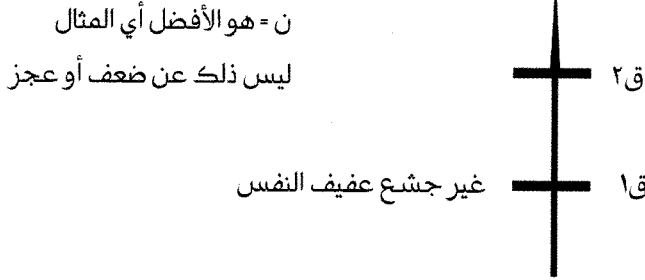 ن = هو الأفضل أي المثال
ق٢ ليس ذلك عن ضعف أو عجز
ق١ غير جشع عفيف النفس